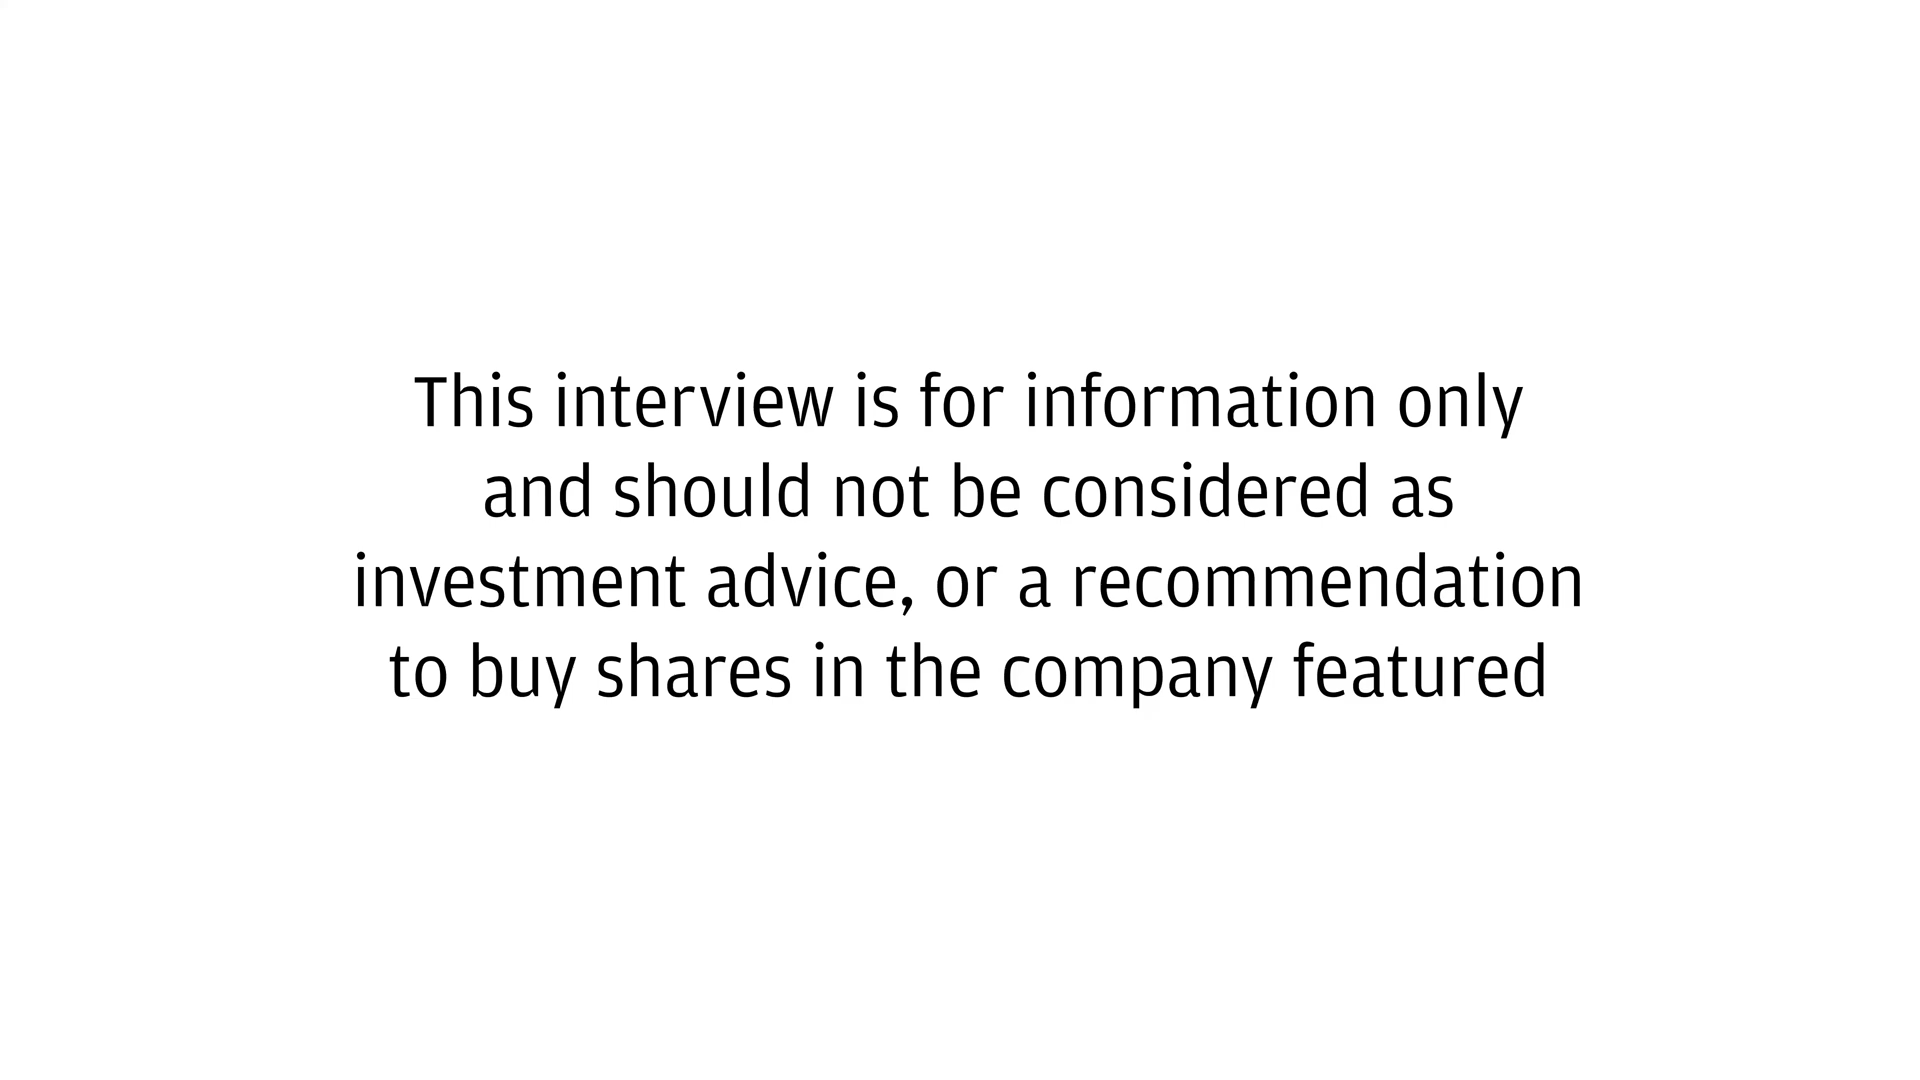 This interview is for information only
and should not be considered as
investment advice, or a recommendation
to buy shares in the company featured